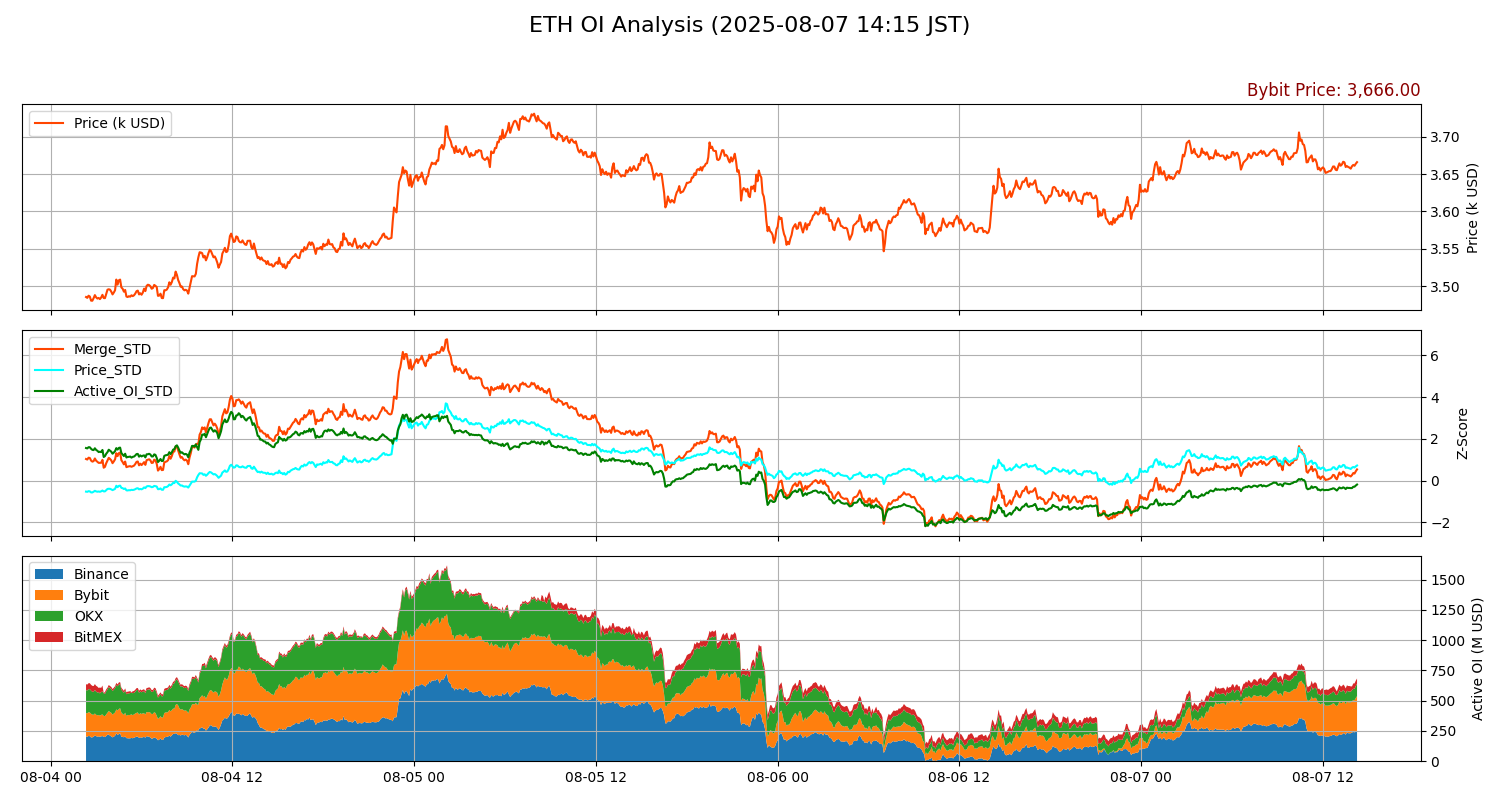 ETH OI Analysis (2025-08-07 14:15 JST)
Bybit Price: 3,666.00
Price (k USD)
3.70
3.65
3.60
3.55
3.50
Price (k USD)
Merge_STD
Price_STD
Active_OI_STD
6
4
2
0
−2
Z-Score
Binance
Bybit
OKX
BitMEX
1500
1250
1000
750
500
250
0
Active OI (M USD)
08-04 00
08-04 12
08-05 00
08-05 12
08-06 00
08-06 12
08-07 00
08-07 12